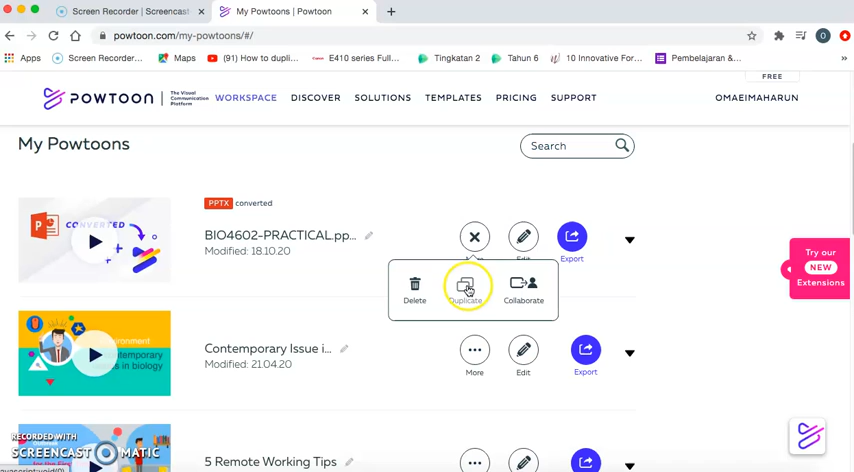 Screen Recorder | Screencast
My Powtoons | Powtoon
powtoon.com/my-powtoons/#/
O
Apps
Screen Recorder...
Maps
(91) How to dupli...
E410 series Full...
Tingkatan 2
Tahun 6
10 Innovative For...
Pembelajaran &...
»
FREE
POWTOON
The Visual
Communication
Platform
WORKSPACE
DISCOVER
SOLUTIONS
TEMPLATES
PRICING
SUPPORT
OMAEIMAHARUN
My Powtoons
Search
PPTX converted
CONVERTED
BIO4602-PRACTICAL.pp...
Modified: 18.10.20
Edit
Export
Delete
Duplicate
Collaborate
Try our
NEW
Extensions
Contemporary Issue i...
Modified: 21.04.20
More
Edit
Export
5 Remote Working Tips
RECORDED WITH
SCREENCAST MATIC